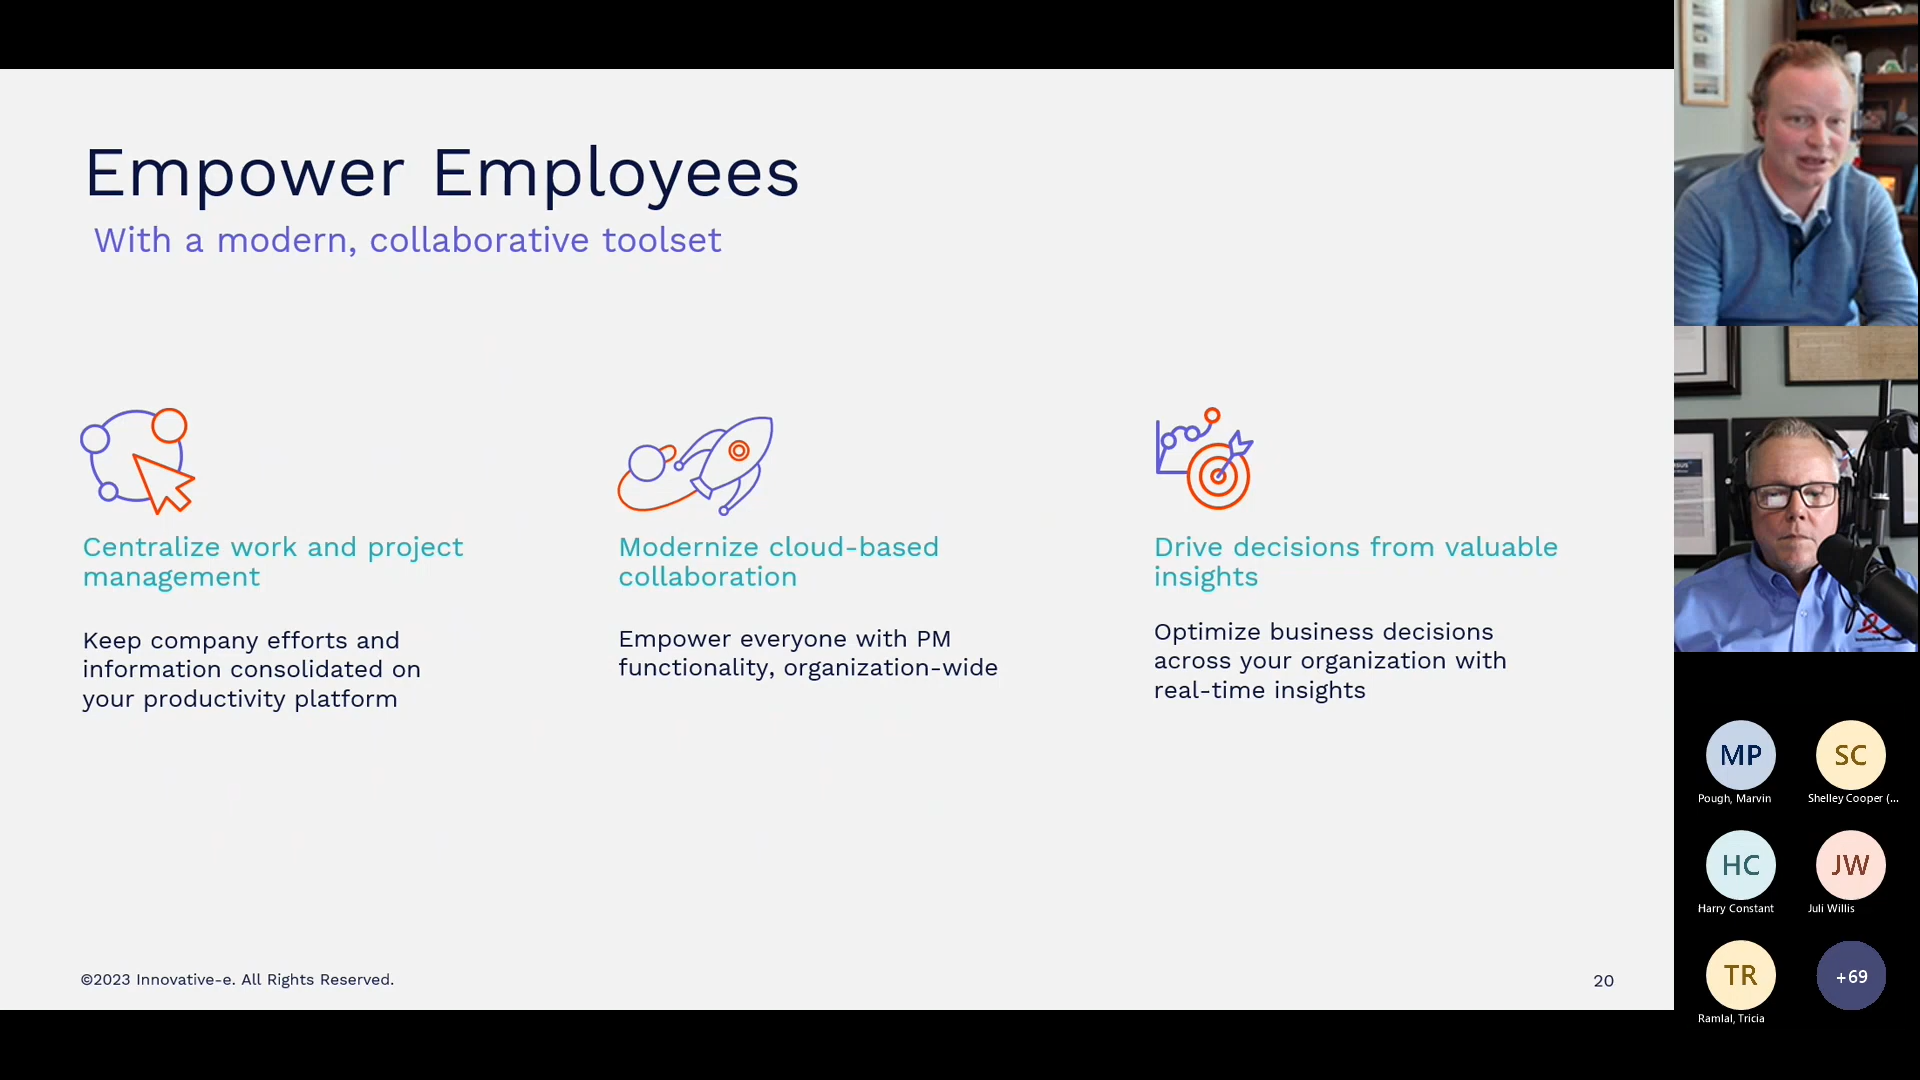 Empower Employees
With a modern, collaborative toolset
Centralize work and project
management
Keep company efforts and
information consolidated on
your productivity platform
Modernize cloud-based
collaboration
Empower everyone with PM
functionality, organization-wide
Drive decisions from valuable
insights
Optimize business decisions
across your organization with
real-time insights
©2023 Innovative-e. All Rights Reserved.
20
MP
Pough, Marvin
SC
Shelley Cooper (...
HC
Harry Constant
JW
Juli Willis
TR
Ramlal, Tricia
+69